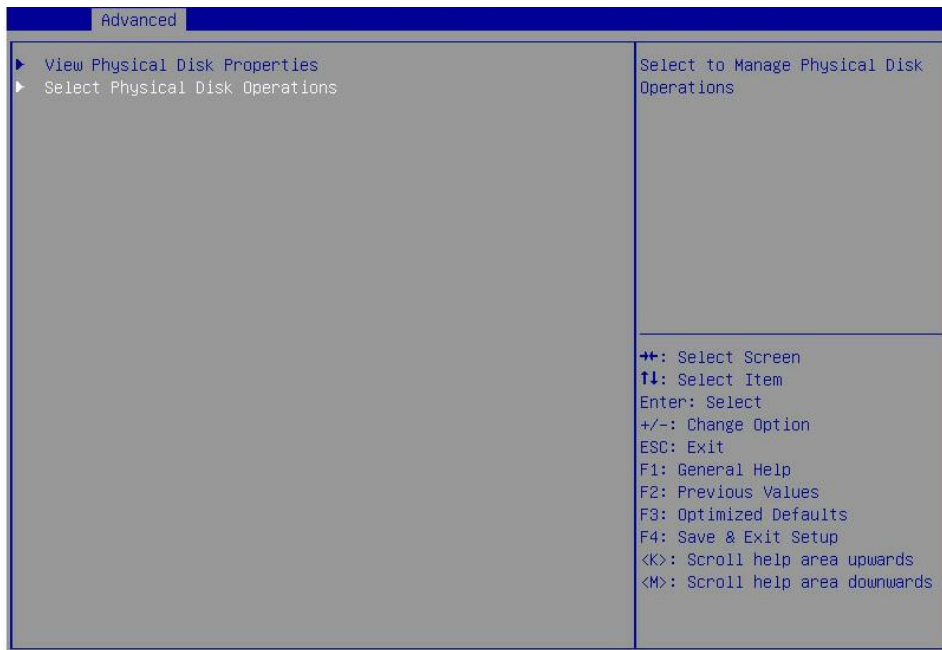 Advanced
View Physical Disk Properties
Select Physical Disk Operations
Select to Manage Physical Disk
Operations
→←: Select Screen
↑↓: Select Item
Enter: Select
+/-: Change Option
ESC: Exit
F1: General Help
F2: Previous Values
F3: Optimized Defaults
F4: Save & Exit Setup
<K>: Scroll help area upwards
<M>: Scroll help area downwards